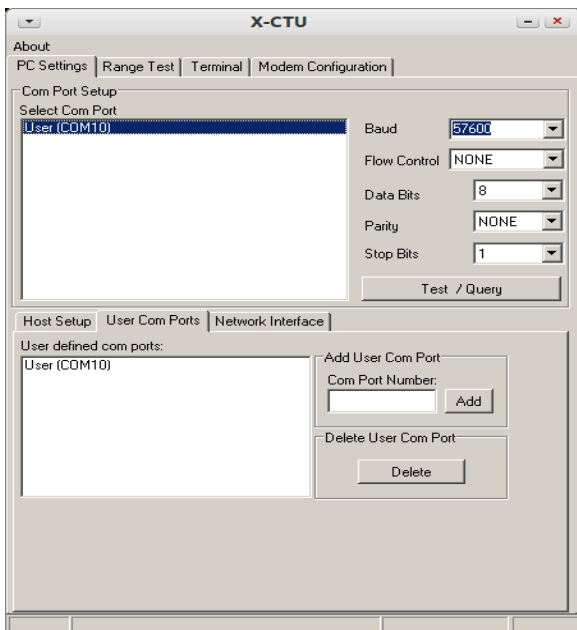 X-CTU
About
PC Settings Range Test Terminal Modem Configuration
Com Port Setup
Select Com Port
User (COM10)
Baud 57600
Flow Control NONE
Data Bits 8
Parity NONE
Stop Bits 1
Test / Query
Host Setup User Com Ports Network Interface
User defined com ports:
User (COM10)
Add User Com Port
Com Port Number:
Add
Delete User Com Port
Delete